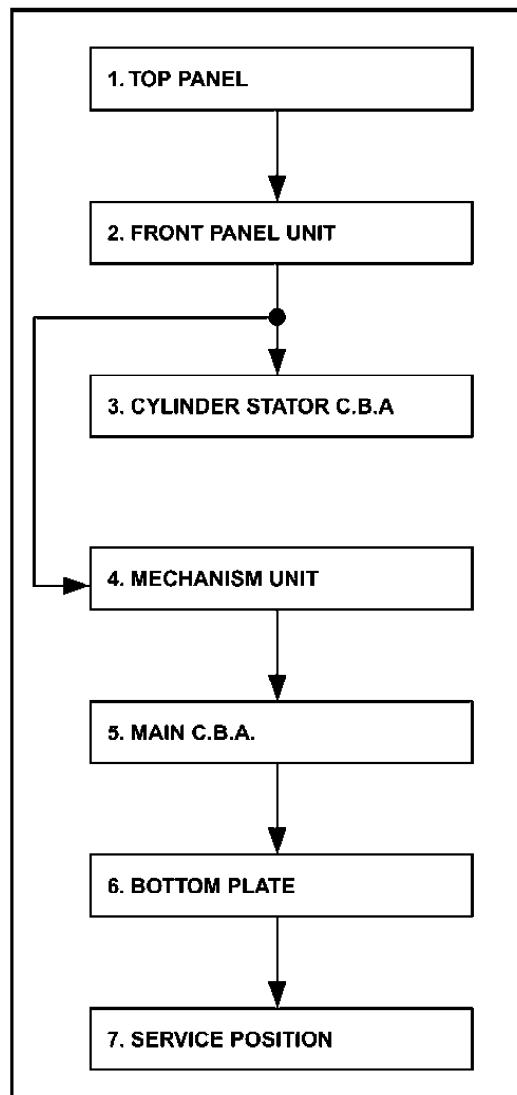 1. TOP PANEL
2. FRONT PANEL UNIT
3. CYLINDER STATOR C.B.A
4. MECHANISM UNIT
5. MAIN C.B.A.
6. BOTTOM PLATE
7. SERVICE POSITION